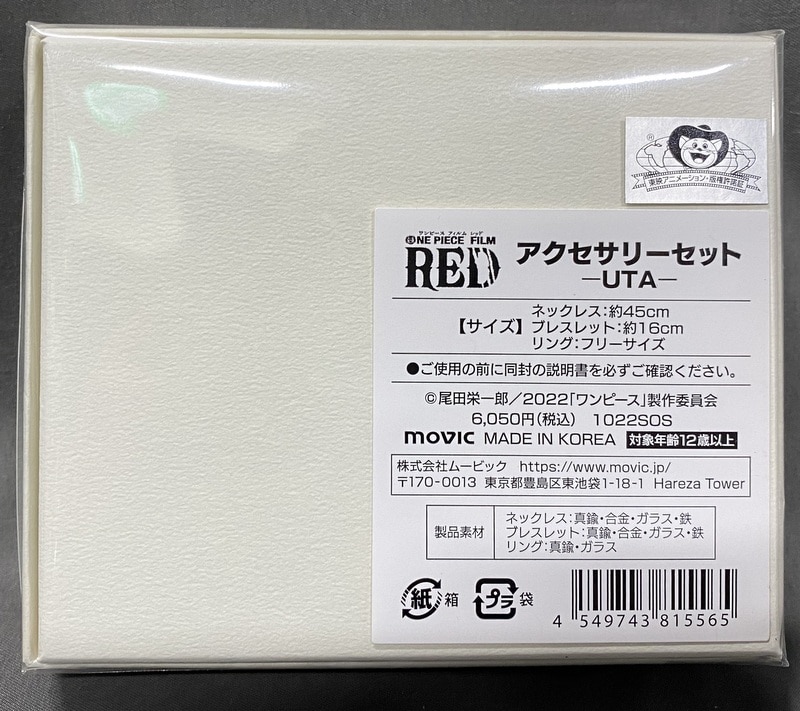 ®
東映アニメーション・版権許諾証
ワンピース フィルム レッド
ONE PIECE FILM
RED
アクセサリーセット
―UTA―
【サイズ】
ネックレス:約45cm
ブレスレット:約16cm
リング:フリーサイズ
●ご使用の前に同封の説明書を必ずご確認ください。
©尾田栄一郎/2022「ワンピース」製作委員会
6,050円(税込) 1022SOS
movic MADE IN KOREA 対象年齢12歳以上
株式会社ムービック https://www.movic.jp/
〒170-0013 東京都豊島区東池袋1-18-1 Hareza Tower
製品素材
ネックレス:真鍮・合金・ガラス・鉄
ブレスレット:真鍮・合金・ガラス・鉄
リング:真鍮・ガラス
紙 箱 プラ 袋
4 549743 815565